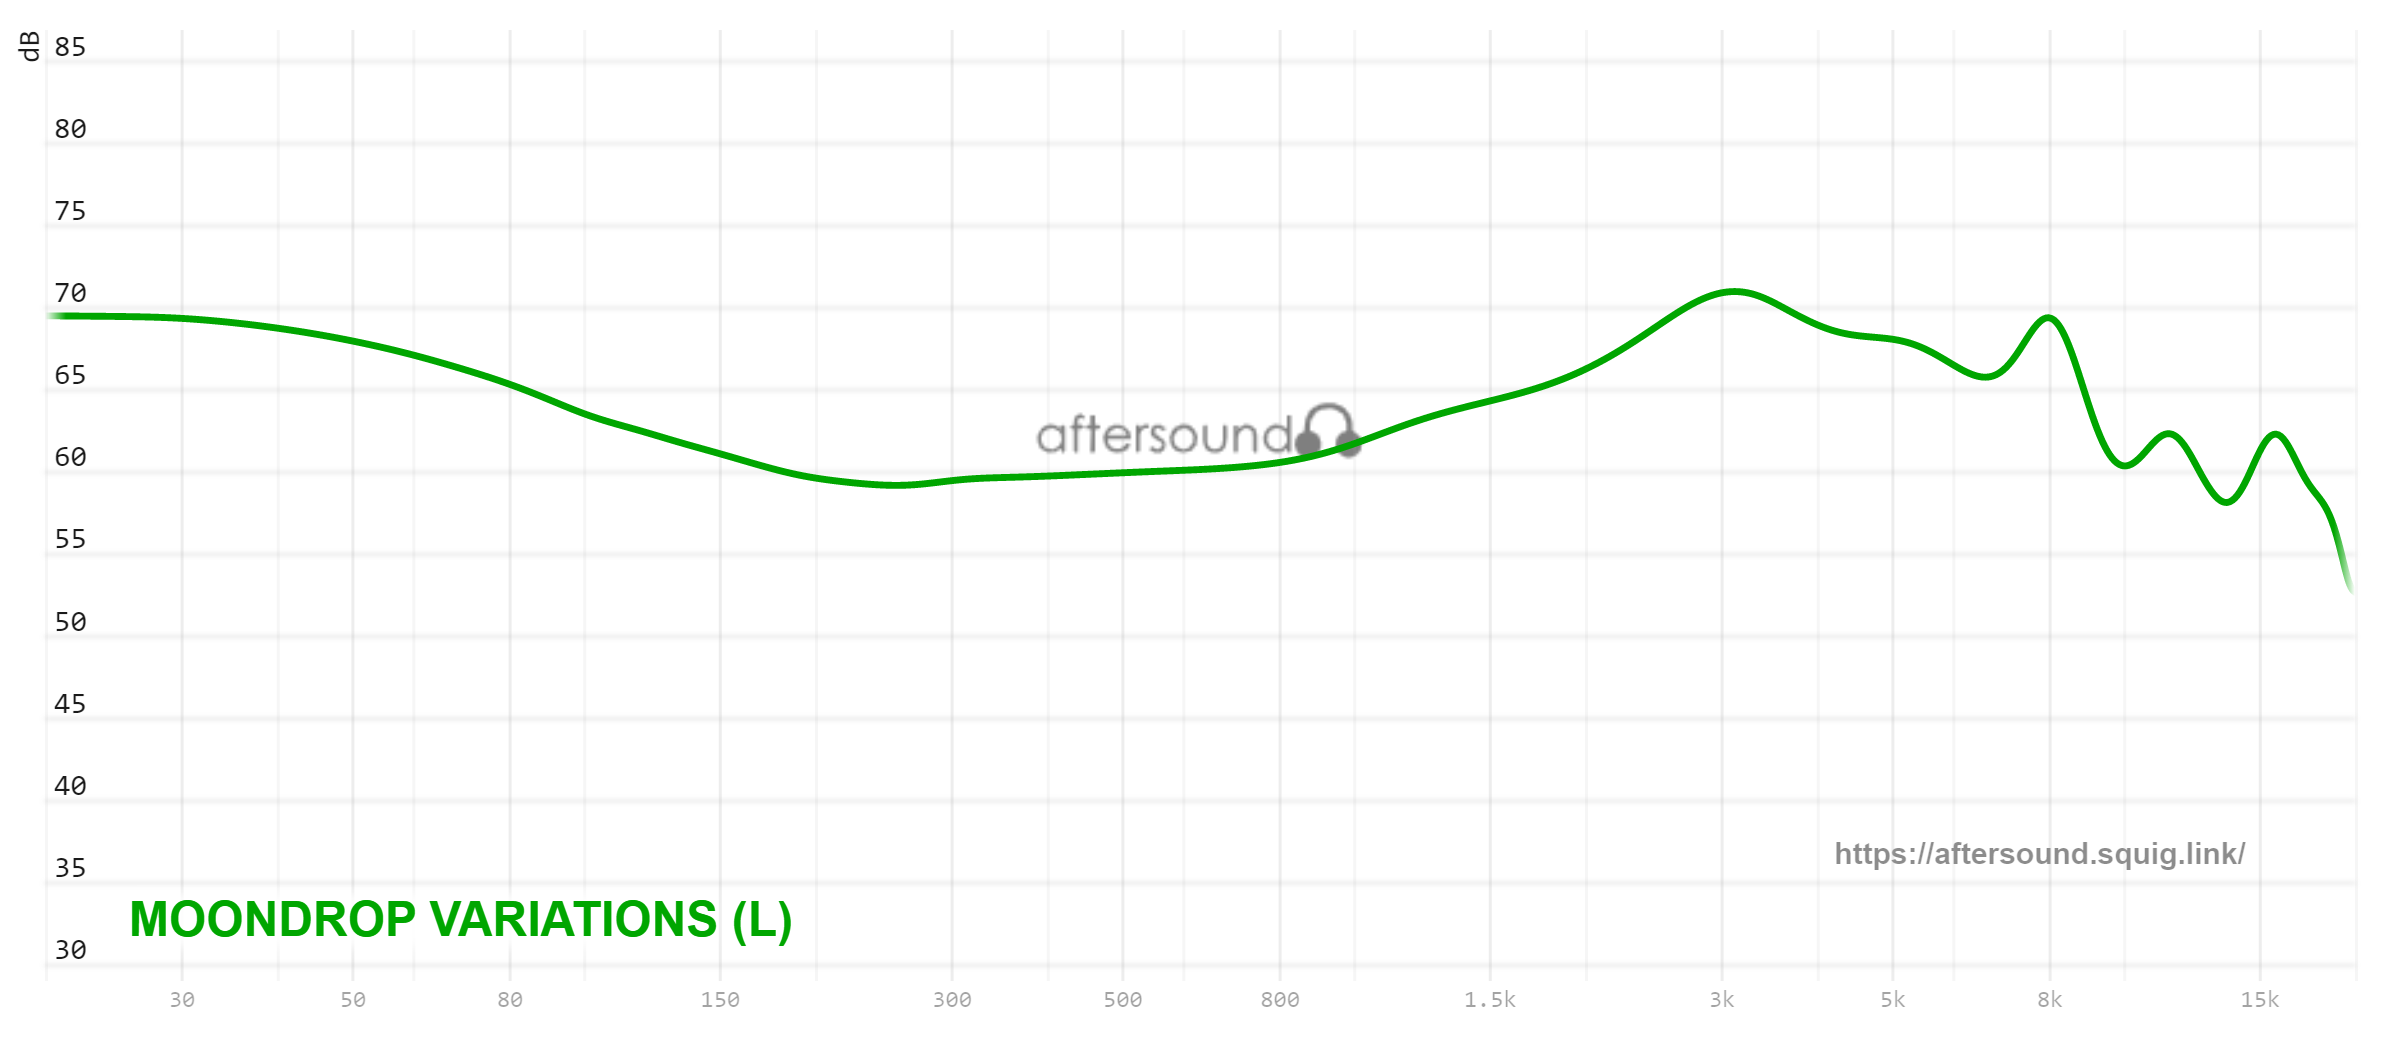 dB
85
80
75
70
65
60
55
50
45
40
35
30
aftersound
https://aftersound.squig.link/
MOONDROP VARIATIONS (L)
30 50 80 150 300 500 800 1.5k 3k 5k 8k 15k